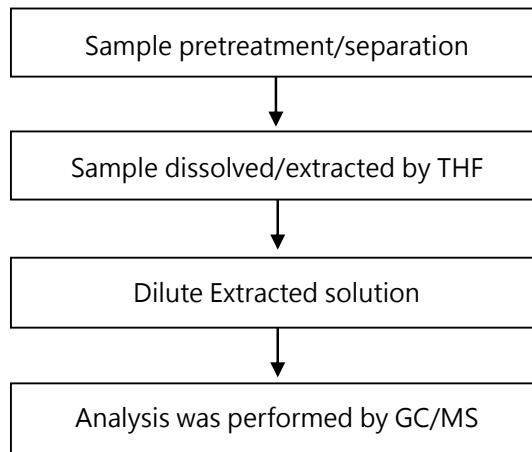 Sample pretreatment/separation
Sample dissolved/extracted by THF
Dilute Extracted solution
Analysis was performed by GC/MS